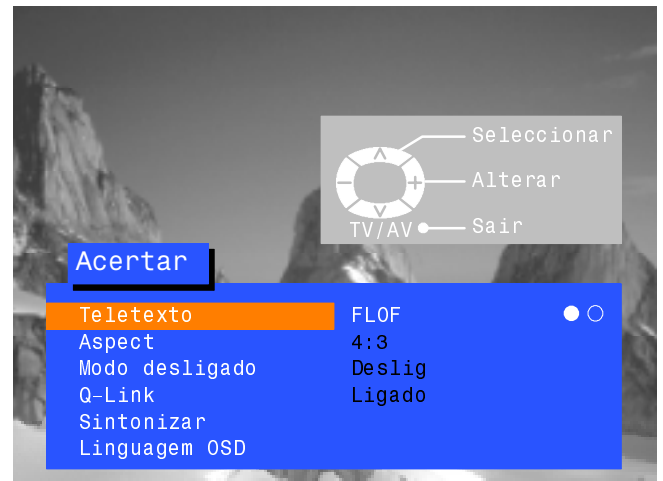 Seleccionar
Alterar
TV/AV Sair
Acertar
Teletexto FLOF
Aspect 4:3
Modo desligado Deslig
Q-Link Ligado
Sintonizar
Linguagem OSD